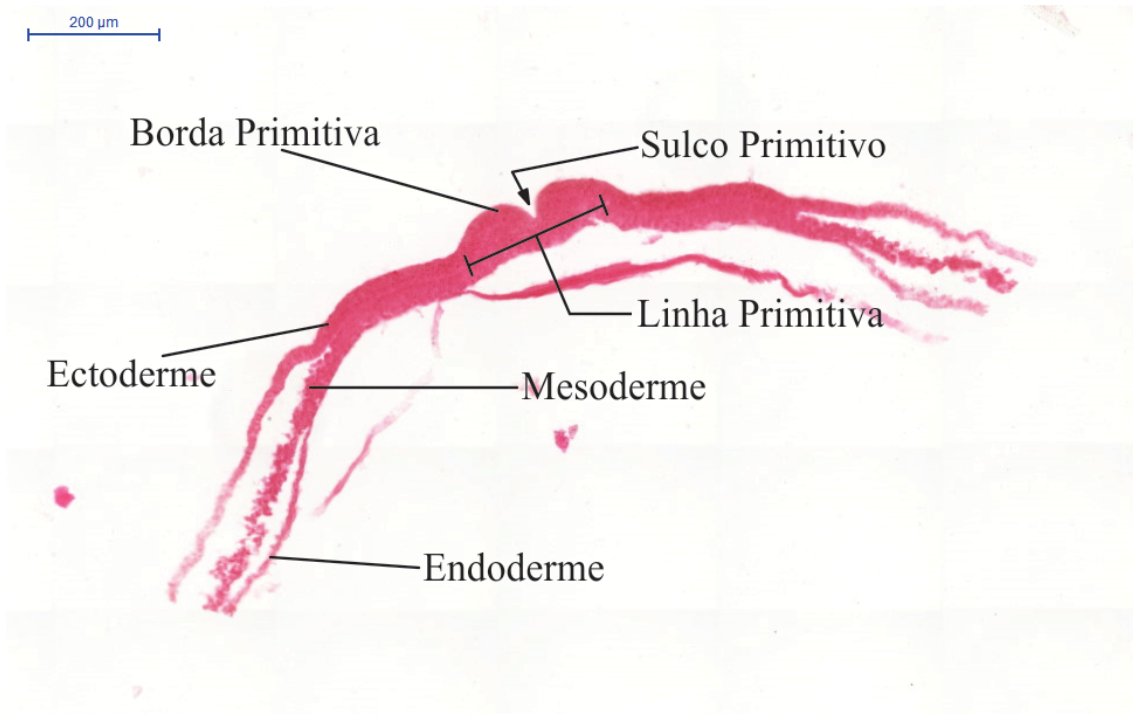 200 µm
Borda Primitiva
Sulco Primitivo
Linha Primitiva
Ectoderme
Mesoderme
Endoderme